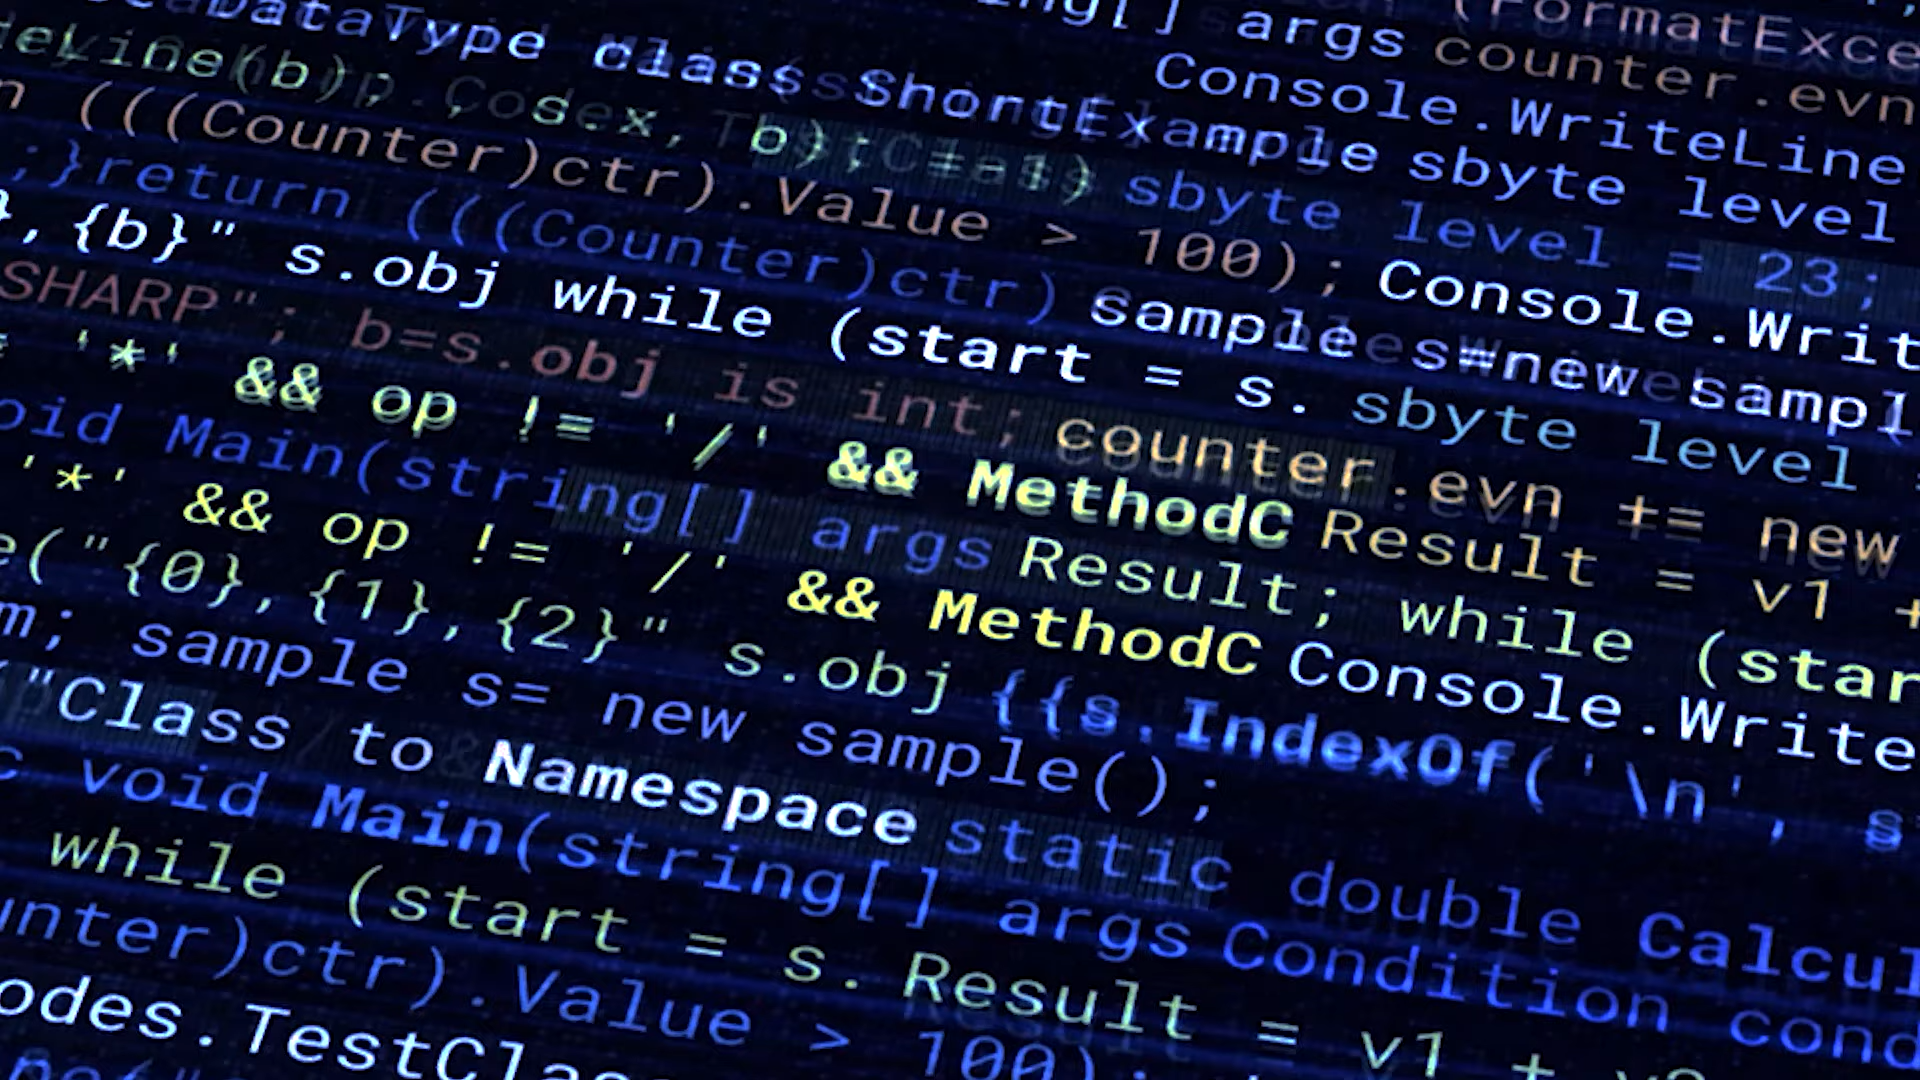 DataType class ShortExample sbyte level
args counter.evn
Console.WriteLine
(b); b); sbyte level = 23;
(((Counter)ctr).Value > 100); Console.Writ
;}return (((Counter)ctr) sample s=new sampl
,{b}" s.obj while (start = s. sbyte level
SHARP"; b=s.obj is int; counter.evn += new
'*' && op != '/' && MethodC Result = v1 +
oid Main(string[] args Result; while (star
'*' && op != '/' && MethodC Console.Write
e("{0},{1},{2}" s.obj {{s.IndexOf('\n', s
m; sample s= new sample();
("Class to Namespace static double Calcul
c void Main(string[] args Condition cond
while (start = s. Result = v1 +
unter)ctr).Value > 100);
odes.TestClas